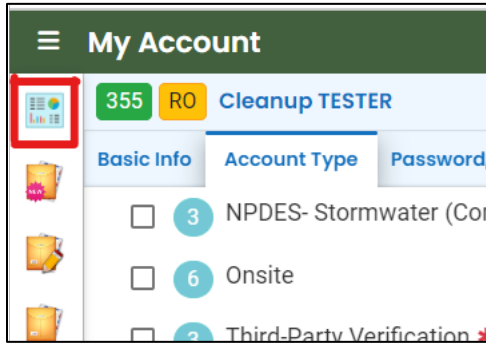 My Account
355 RO Cleanup TESTER
Basic Info Account Type Password
3 NPDES- Stormwater (Co
6 Onsite
3 Third-Party Verification *